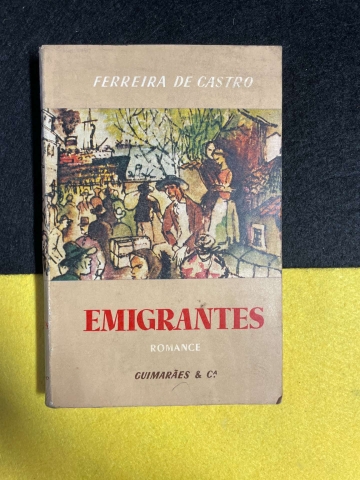 FERREIRA DE CASTRO
EMIGRANTES
ROMANCE
GUIMARÃES & Cª